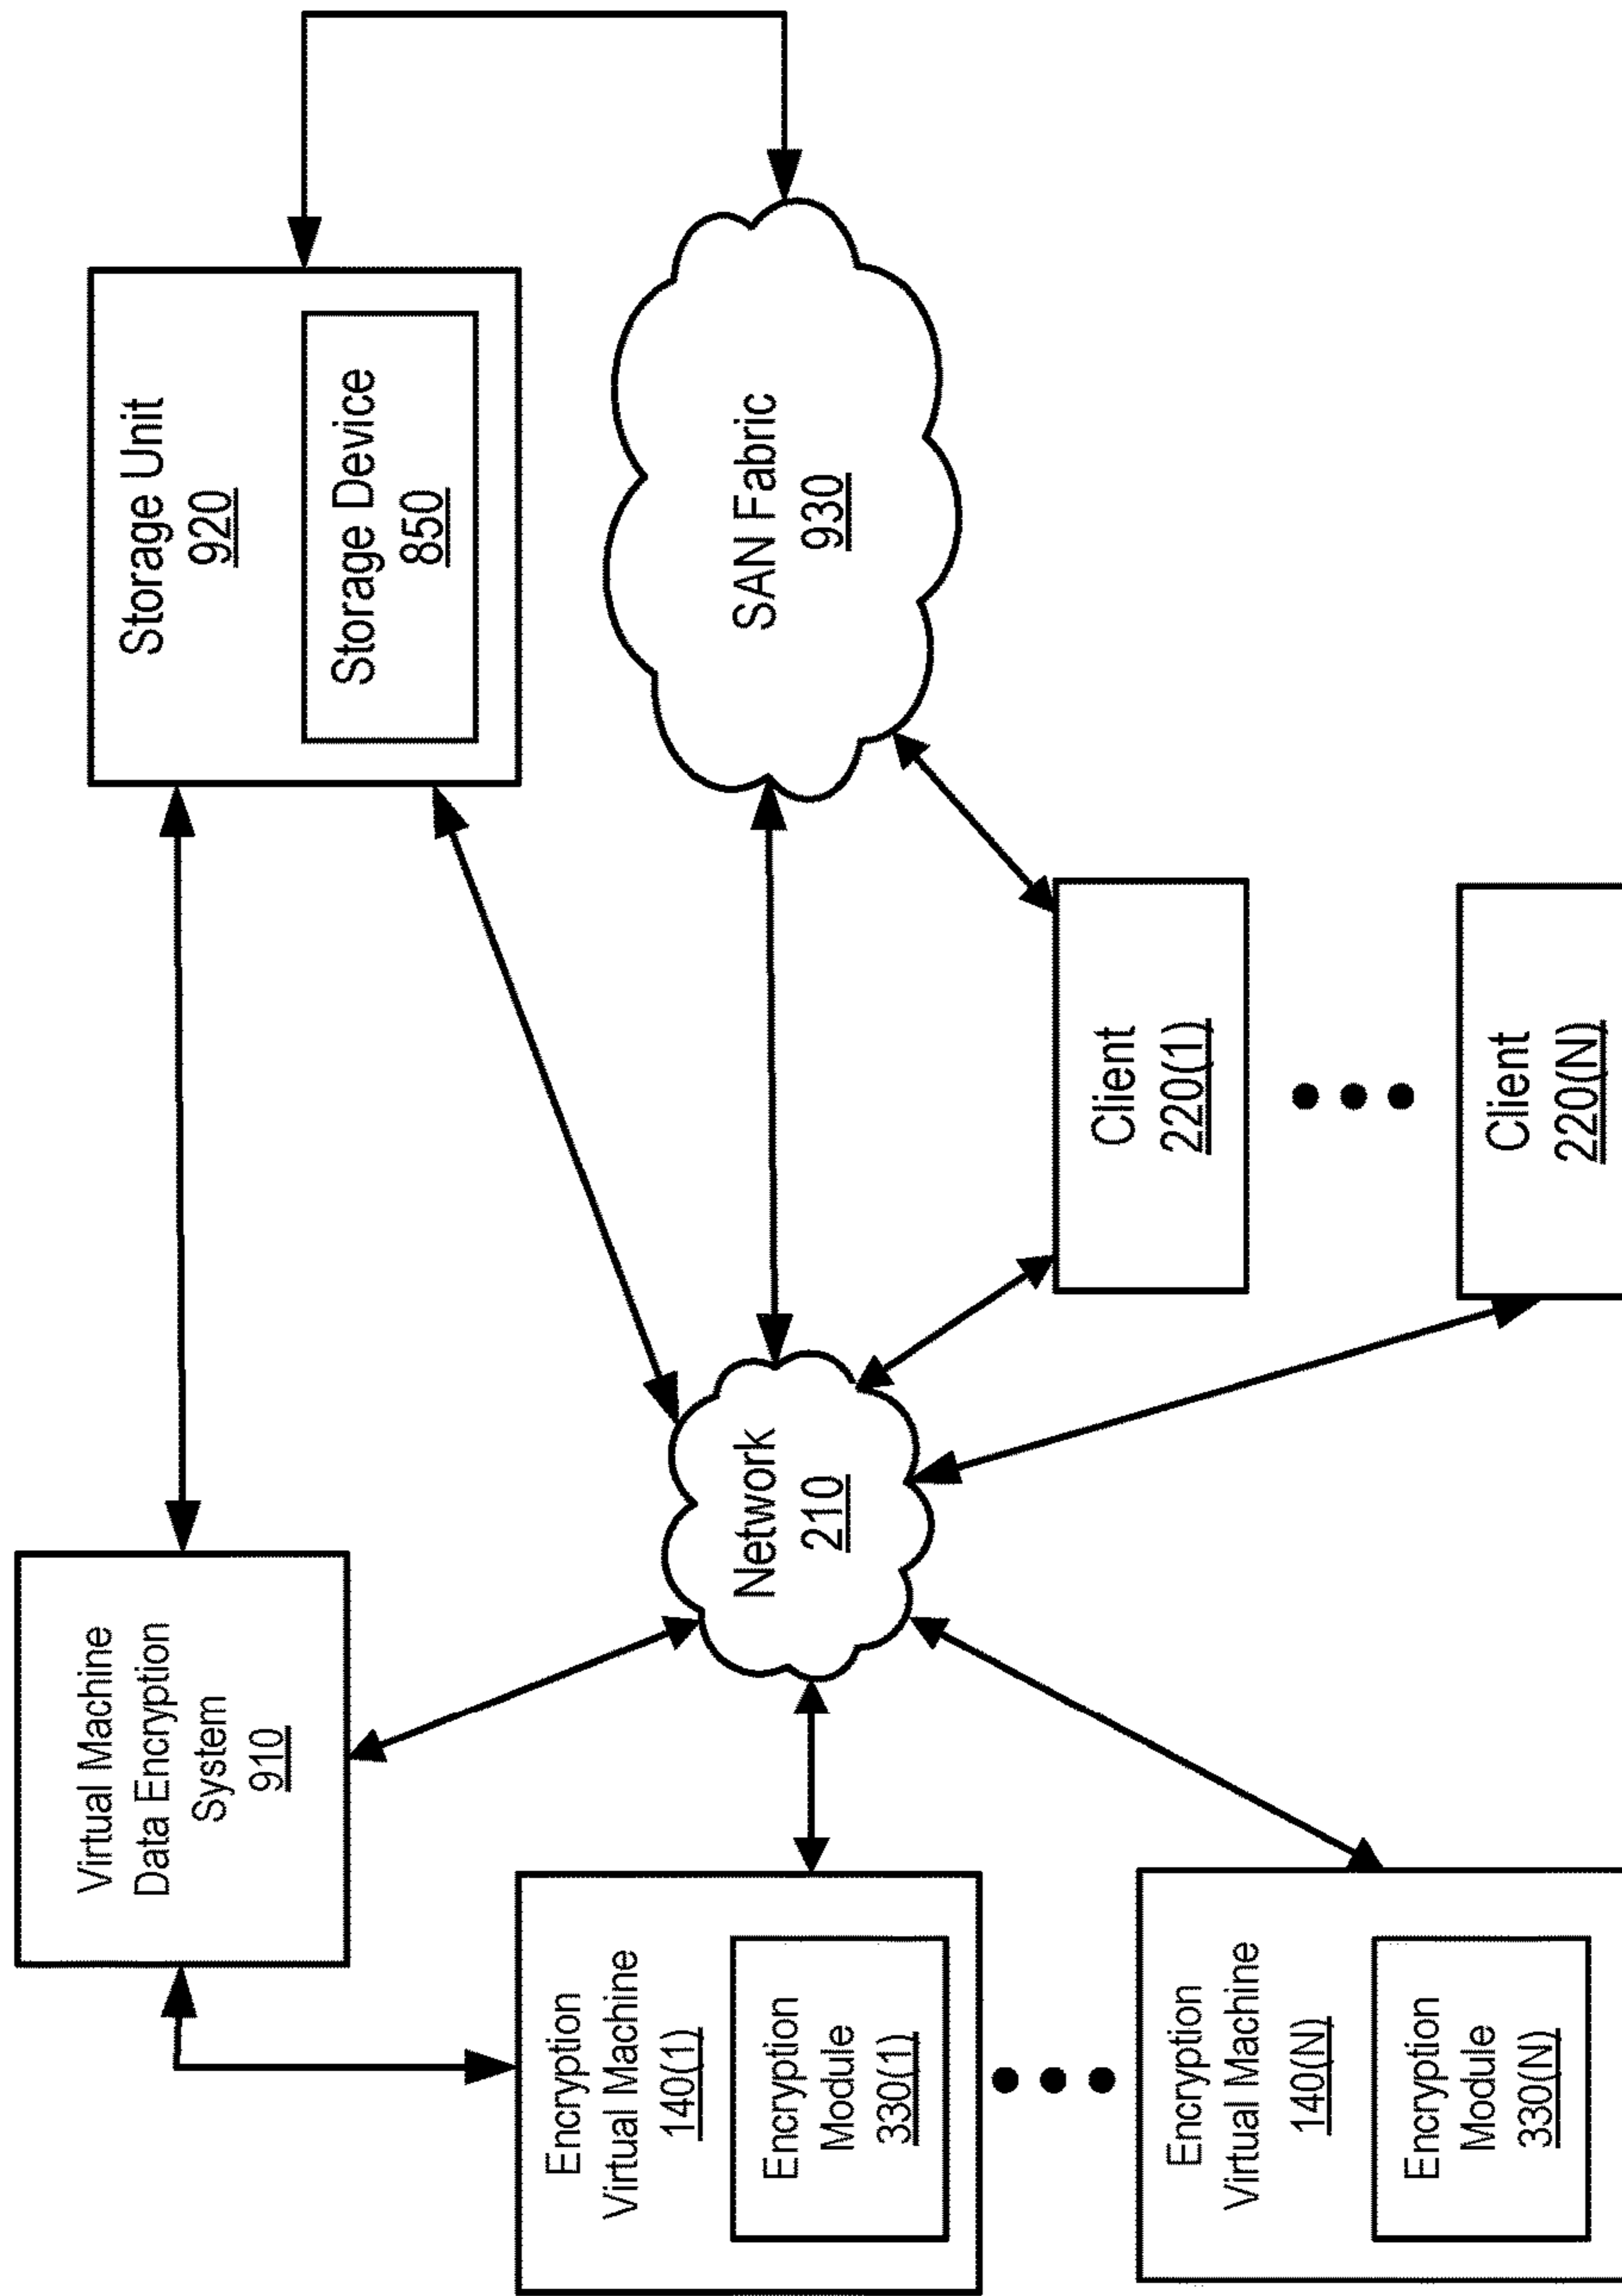 Virtual Machine
Data Encryption
System
910
Storage Unit
920
Storage Device
850
Encryption
Virtual Machine
140(1)
Encryption
Module
330(1)
Network
210
SAN Fabric
930
Client
220(1)
Encryption
Virtual Machine
140(N)
Encryption
Module
330(N)
Client
220(N)